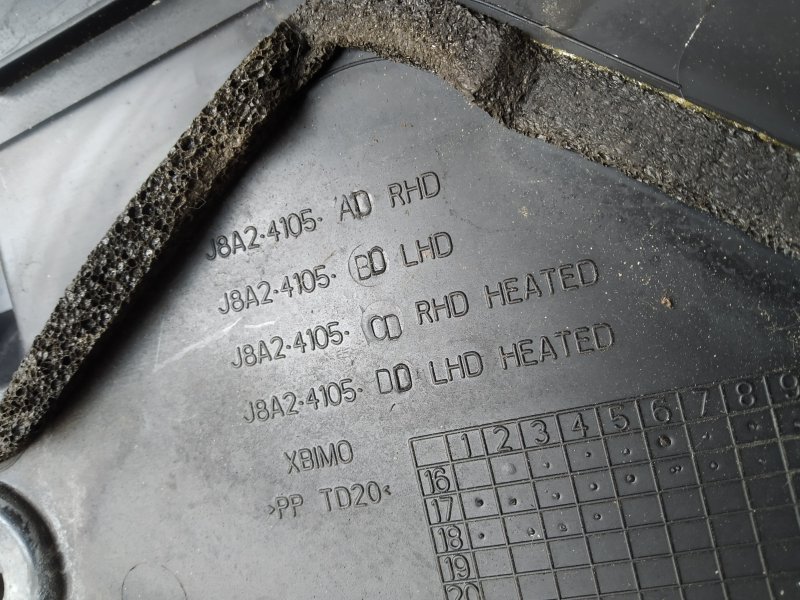 J8A2-4105- AD RHD
J8A2-4105- BD LHD
J8A2-4105- CD RHD HEATED
J8A2-4105- DD LHD HEATED
XBIMO
>PP TD20<
1 2 3 4 5 6 7 8 9
16
17
18
19
20